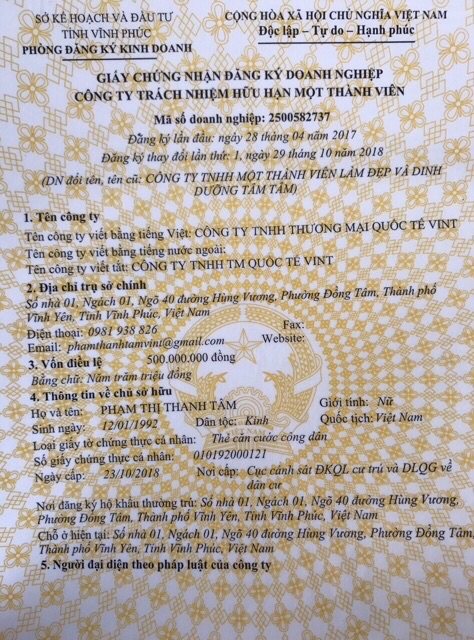 SỞ KẾ HOẠCH VÀ ĐẦU TƯ
TỈNH VĨNH PHÚC
PHÒNG ĐĂNG KÝ KINH DOANH
CỘNG HÒA XÃ HỘI CHỦ NGHĨA VIỆT NAM
Độc lập - Tự do - Hạnh phúc
GIẤY CHỨNG NHẬN ĐĂNG KÝ DOANH NGHIỆP
CÔNG TY TRÁCH NHIỆM HỮU HẠN MỘT THÀNH VIÊN
Mã số doanh nghiệp: 2500582737
Đăng ký lần đầu: ngày 28 tháng 04 năm 2017
Đăng ký thay đổi lần thứ: 1, ngày 29 tháng 10 năm 2018
(DN đổi tên, tên cũ: CÔNG TY TNHH MỘT THÀNH VIÊN LÀM ĐẸP VÀ DINH
DƯỠNG TÂM TÂM)
1. Tên công ty
Tên công ty viết bằng tiếng Việt: CÔNG TY TNHH THƯƠNG MẠI QUỐC TẾ VINT
Tên công ty viết bằng tiếng nước ngoài:
Tên công ty viết tắt: CÔNG TY TNHH TM QUỐC TẾ VINT
2. Địa chỉ trụ sở chính
Số nhà 01, Ngách 01, Ngõ 40 đường Hùng Vương, Phường Đồng Tâm, Thành phố
Vĩnh Yên, Tỉnh Vĩnh Phúc, Việt Nam
Điện thoại: 0981 938 826 Fax:
Email: phamthanhtamvint@gmail.com Website:
3. Vốn điều lệ 500.000.000 đồng
Bằng chữ: Năm trăm triệu đồng
4. Thông tin về chủ sở hữu
Họ và tên: PHẠM THỊ THANH TÂM Giới tính: Nữ
Sinh ngày: 12/01/1992 Dân tộc: Kinh Quốc tịch: Việt Nam
Loại giấy tờ chứng thực cá nhân: Thẻ căn cước công dân
Số giấy chứng thực cá nhân: 010192000121
Ngày cấp: 23/10/2018 Nơi cấp: Cục cảnh sát ĐKQL cư trú và DLQG về
dân cư
Nơi đăng ký hộ khẩu thường trú: Số nhà 01, Ngách 01, Ngõ 40 đường Hùng Vương,
Phường Đồng Tâm, Thành phố Vĩnh Yên, Tỉnh Vĩnh Phúc, Việt Nam
Chỗ ở hiện tại: Số nhà 01, Ngách 01, Ngõ 40 đường Hùng Vương, Phường Đồng Tâm,
Thành phố Vĩnh Yên, Tỉnh Vĩnh Phúc, Việt Nam
5. Người đại diện theo pháp luật của công ty